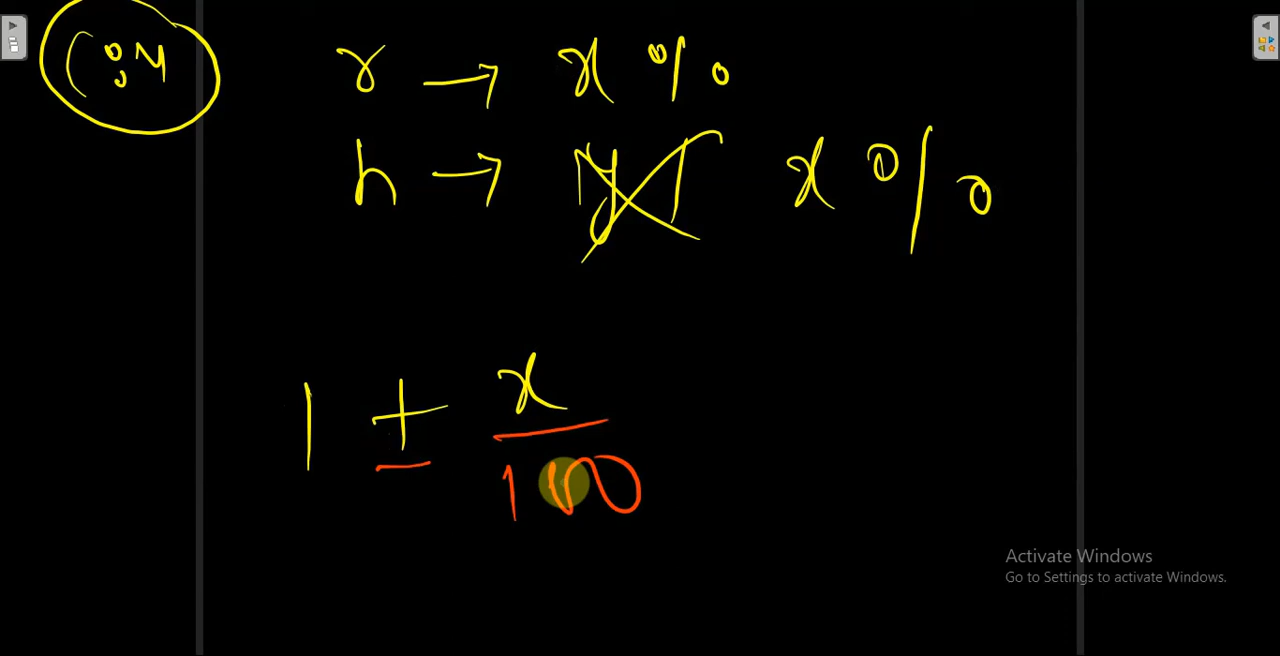 r → x %
h → x %
1 ± x / 100
Activate Windows
Go to Settings to activate Windows.